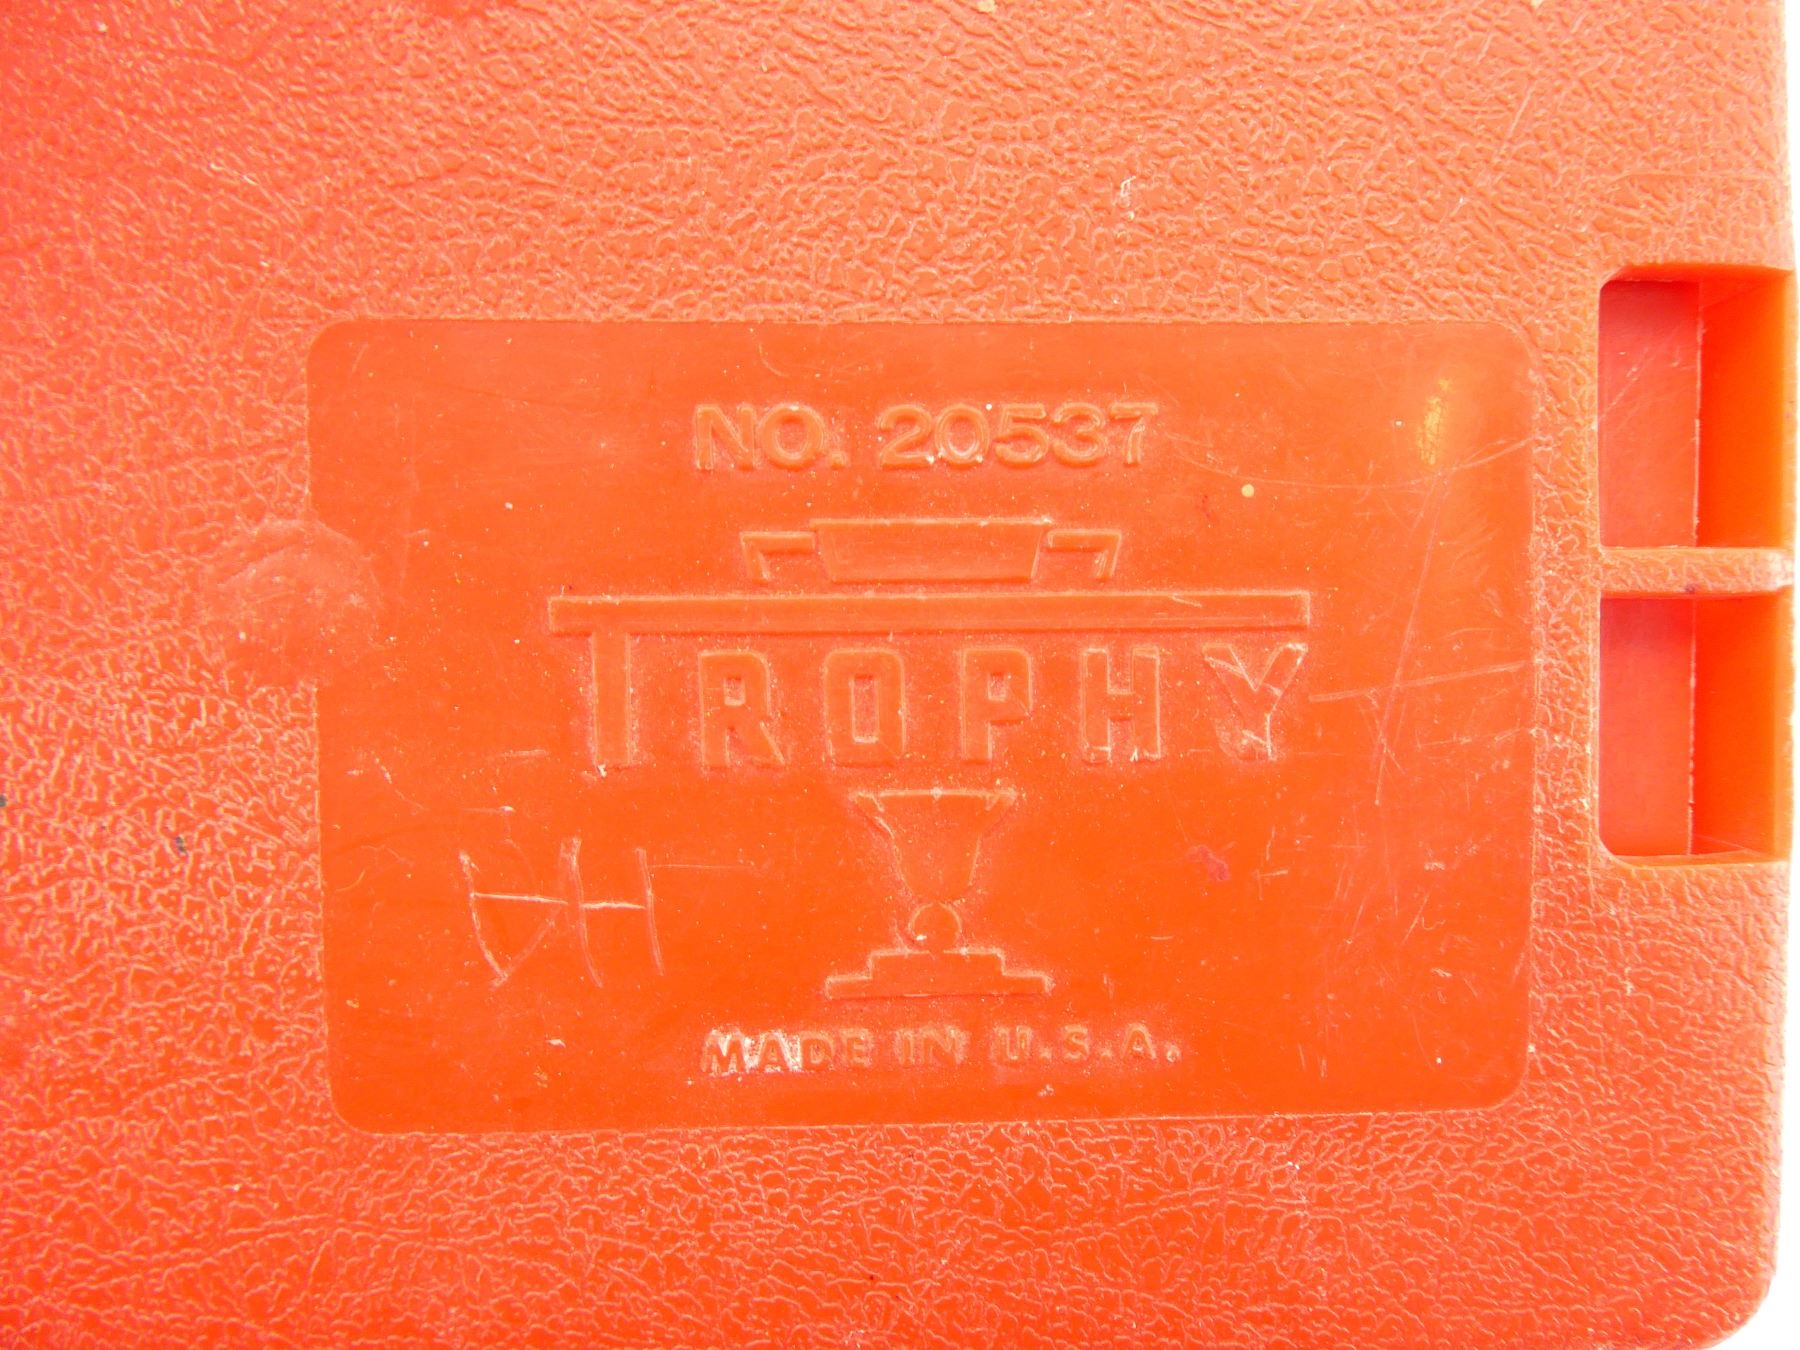 NO. 20537
TROPHY
DH
MADE IN U.S.A.